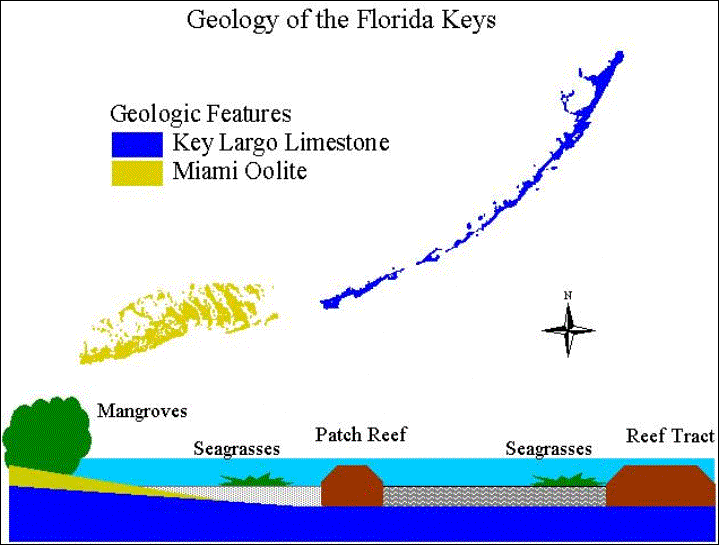 Geology of the Florida Keys
Geologic Features
Key Largo Limestone
Miami Oolite
N
Mangroves
Seagrasses
Patch Reef
Seagrasses
Reef Tract